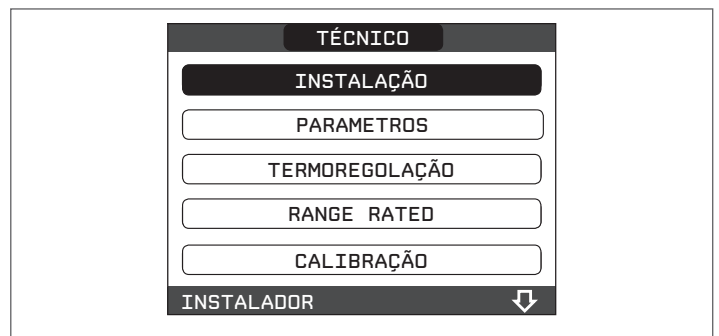 TÉCNICO
INSTALAÇÃO
PARAMETROS
TERMOREGOLAÇÃO
RANGE RATED
CALIBRAÇÃO
INSTALADOR